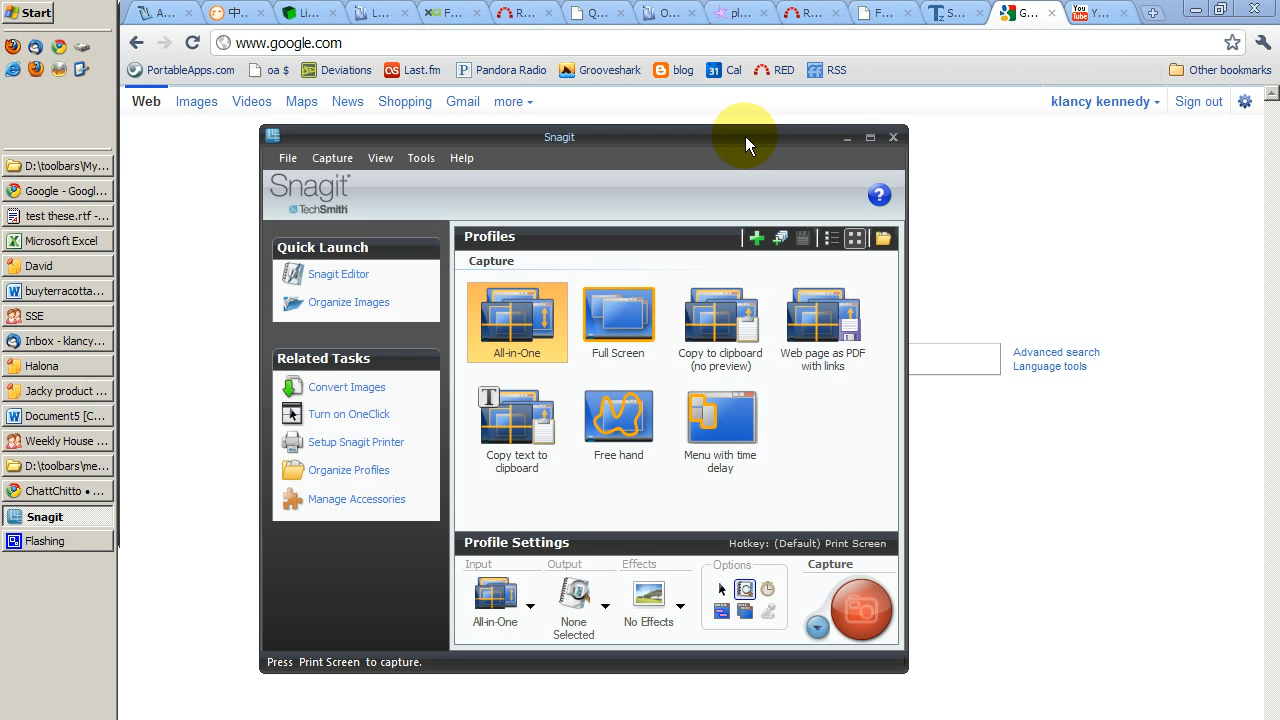 Start
A...
中...
Li...
L...
F...
R...
Q...
O...
pl...
R...
F...
S...
G...
Y...
www.google.com
PortableApps.com
oa $
Deviations
Last.fm
Pandora Radio
Grooveshark
blog
31
Cal
RED
RSS
Other bookmarks
Web
Images
Videos
Maps
News
Shopping
Gmail
more
klancy kennedy
Sign out
D:\toolbars\My...
Google - Googl...
test these.rtf -...
Microsoft Excel
David
buyterracotta...
SSE
Inbox - klancy...
Halona
Jacky product ...
Document5 [C...
Weekly House ...
D:\toolbars\me...
ChattChitto • ...
Snagit
Flashing
Snagit
File
Capture
View
Tools
Help
Snagit
TechSmith
Quick Launch
Snagit Editor
Organize Images
Related Tasks
Convert Images
Turn on OneClick
Setup Snagit Printer
Organize Profiles
Manage Accessories
Profiles
Capture
All-in-One
Full Screen
Copy to clipboard
(no preview)
Web page as PDF
with links
T
Copy text to
clipboard
Free hand
Menu with time
delay
Profile Settings
Hotkey: (Default) Print Screen
Input
Output
Effects
Options
Capture
All-in-One
None
Selected
No Effects
Press Print Screen to capture.
Advanced search
Language tools